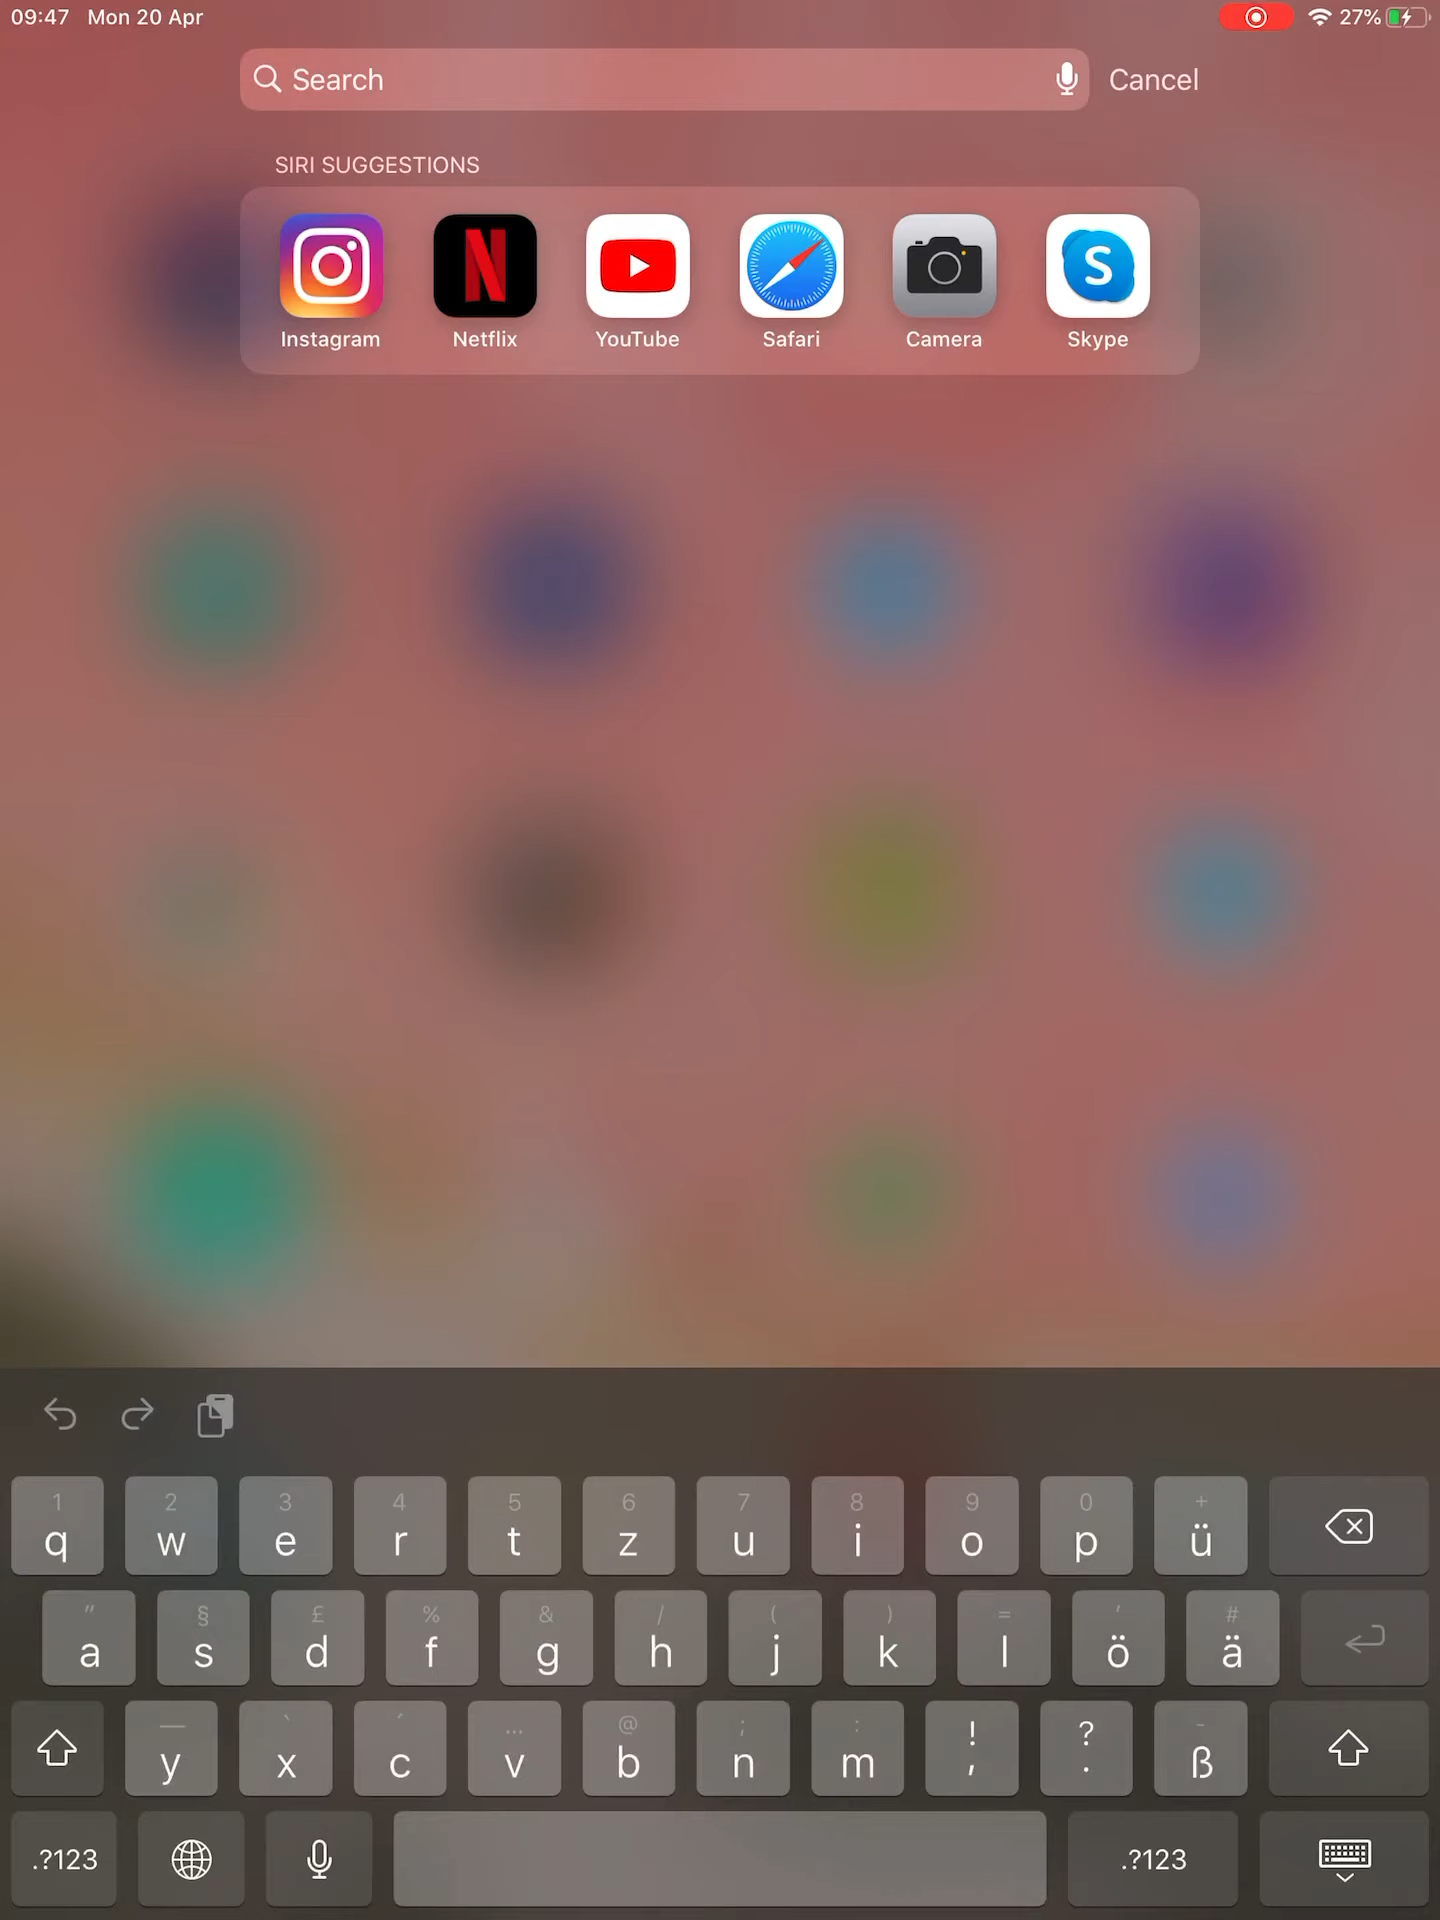 09:47 Mon 20 Apr 27%
Search Cancel
SIRI SUGGESTIONS
Instagram Netflix YouTube Safari Camera Skype
1 2 3 4 5 6 7 8 9 0 +
q w e r t z u i o p ü
" § £ % & / ( ) = ' #
a s d f g h j k l ö ä
— ` ´ ... @ ; : ! ? -
y x c v b n m , . ß
.?123 .?123